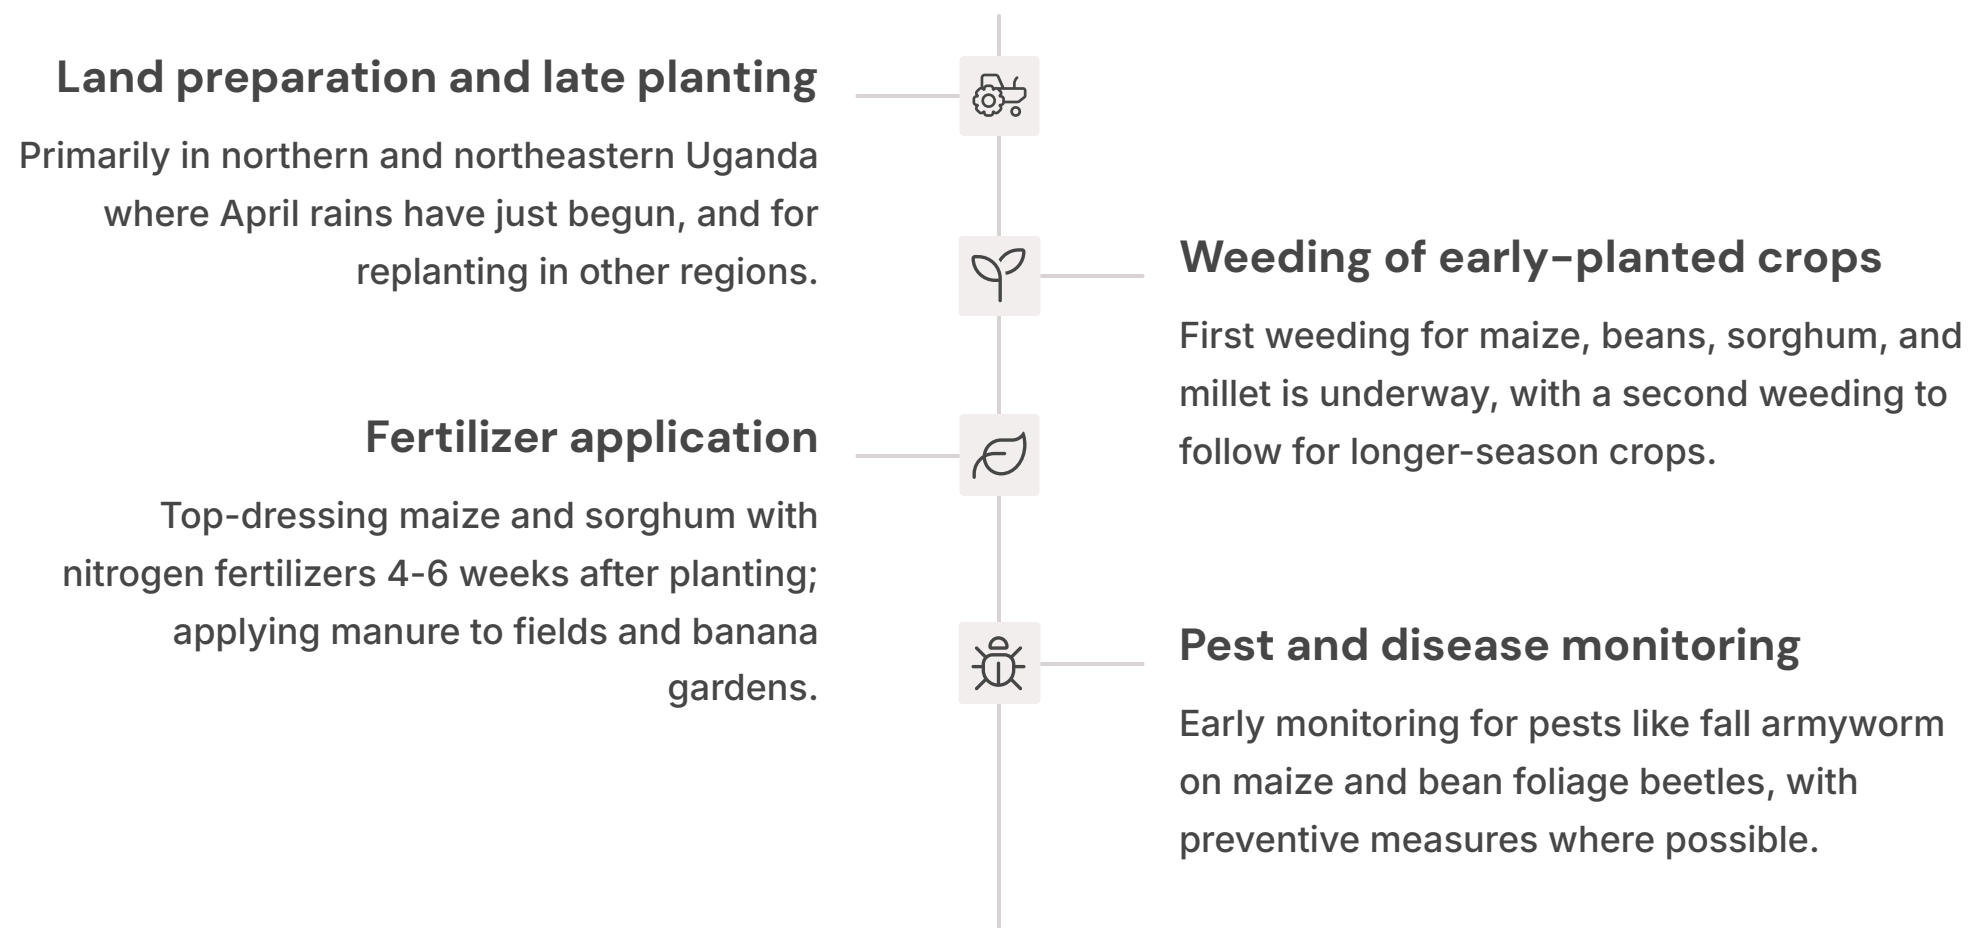 Land preparation and late planting
Primarily in northern and northeastern Uganda
where April rains have just begun, and for
replanting in other regions.
Weeding of early-planted crops
First weeding for maize, beans, sorghum, and
millet is underway, with a second weeding to
follow for longer-season crops.
Fertilizer application
Top-dressing maize and sorghum with
nitrogen fertilizers 4-6 weeks after planting;
applying manure to fields and banana
gardens.
Pest and disease monitoring
Early monitoring for pests like fall armyworm
on maize and bean foliage beetles, with
preventive measures where possible.